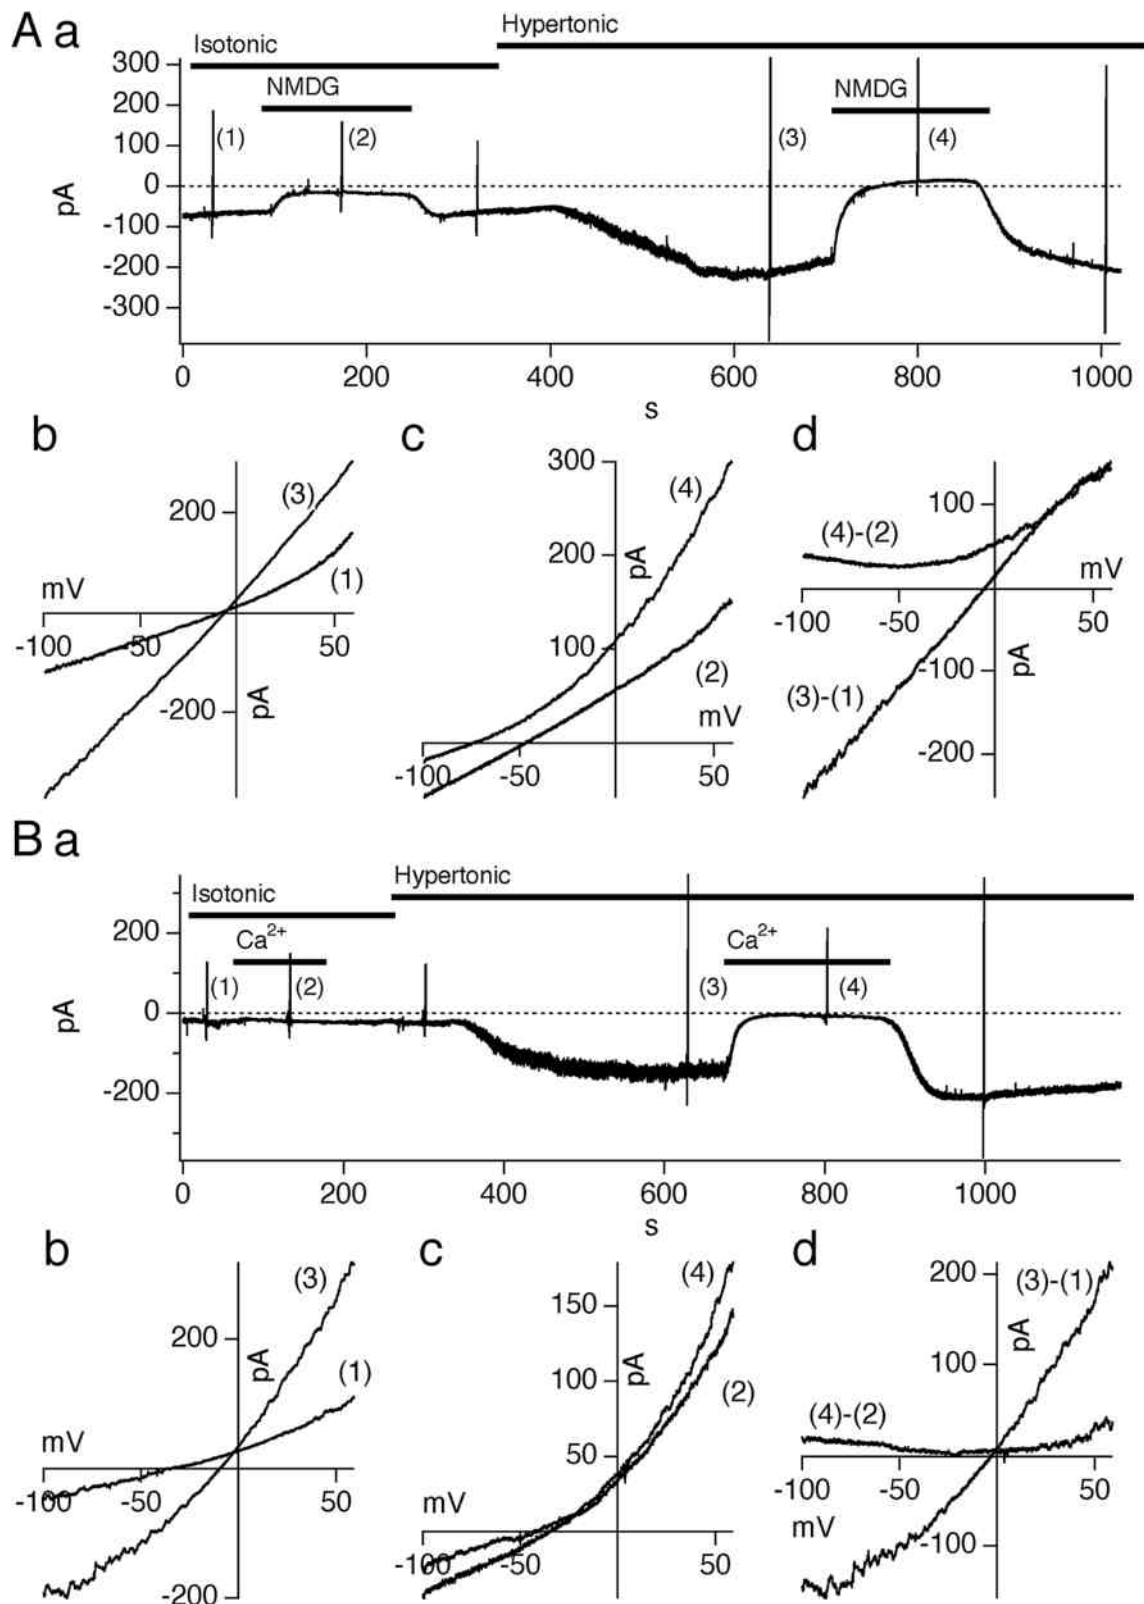 A a
Hypertonic
Isotonic
300
NMDG
NMDG
200
(1)
(2)
(3)
(4)
100
0
pA
-100
-200
-300
0
200
400
600
800
1000
s
b
c
d
(3)
200
mV
(1)
-100
-50
50
-200
pA
300
(4)
200
pA
100
(2)
mV
-100
-50
50
100
(4)-(2)
mV
-100
-50
50
-100
pA
(3)-(1)
-200
B a
Hypertonic
Isotonic
Ca2+
Ca2+
200
(1)
(2)
(3)
(4)
0
pA
-200
0
200
400
600
800
1000
s
b
c
d
(3)
200
pA
(1)
mV
-100
-50
50
-200
(4)
150
pA
100
(2)
50
mV
-100
-50
50
200
(3)-(1)
pA
100
(4)-(2)
-100
-50
50
mV
-100